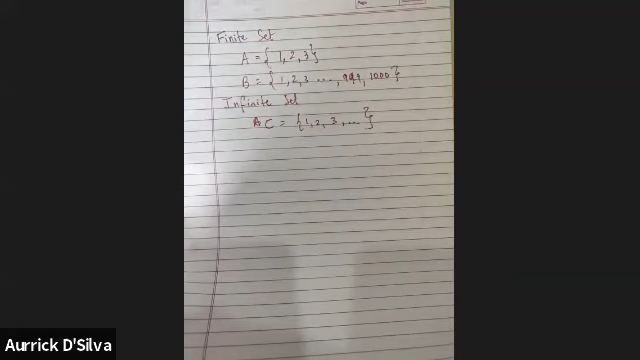 Finite Set
A = { 1, 2, 3 }
B = { 1, 2, 3 ...., 999, 1000 }
Infinite Set
C = { 1, 2, 3, .... }
Aurrick D'Silva